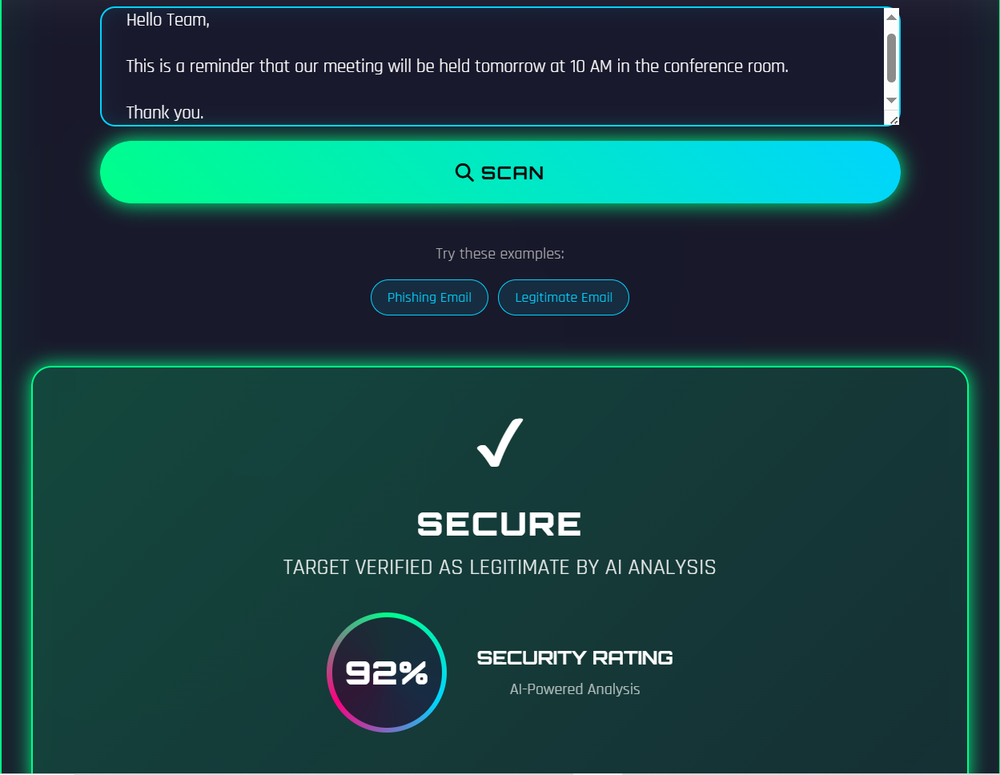 Hello Team,
This is a reminder that our meeting will be held tomorrow at 10 AM in the conference room.
Thank you.
SCAN
Try these examples:
Phishing Email
Legitimate Email
SECURE
TARGET VERIFIED AS LEGITIMATE BY AI ANALYSIS
92%
SECURITY RATING
AI-Powered Analysis